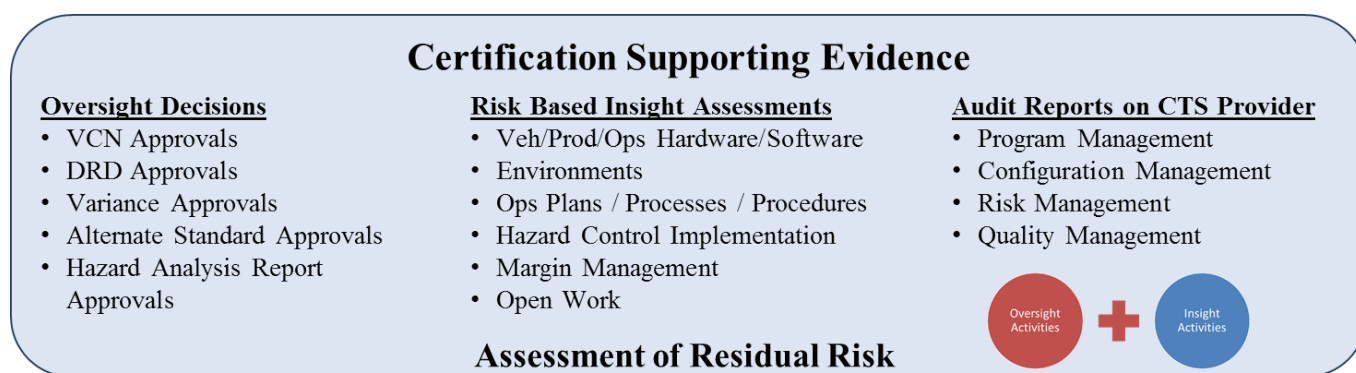 Certification Supporting Evidence
Oversight Decisions
• VCN Approvals
• DRD Approvals
• Variance Approvals
• Alternate Standard Approvals
• Hazard Analysis Report
Approvals
Risk Based Insight Assessments
• Veh/Prod/Ops Hardware/Software
• Environments
• Ops Plans / Processes / Procedures
• Hazard Control Implementation
• Margin Management
• Open Work
Audit Reports on CTS Provider
• Program Management
• Configuration Management
• Risk Management
• Quality Management
Oversight
Activities
Insight
Activities
Assessment of Residual Risk